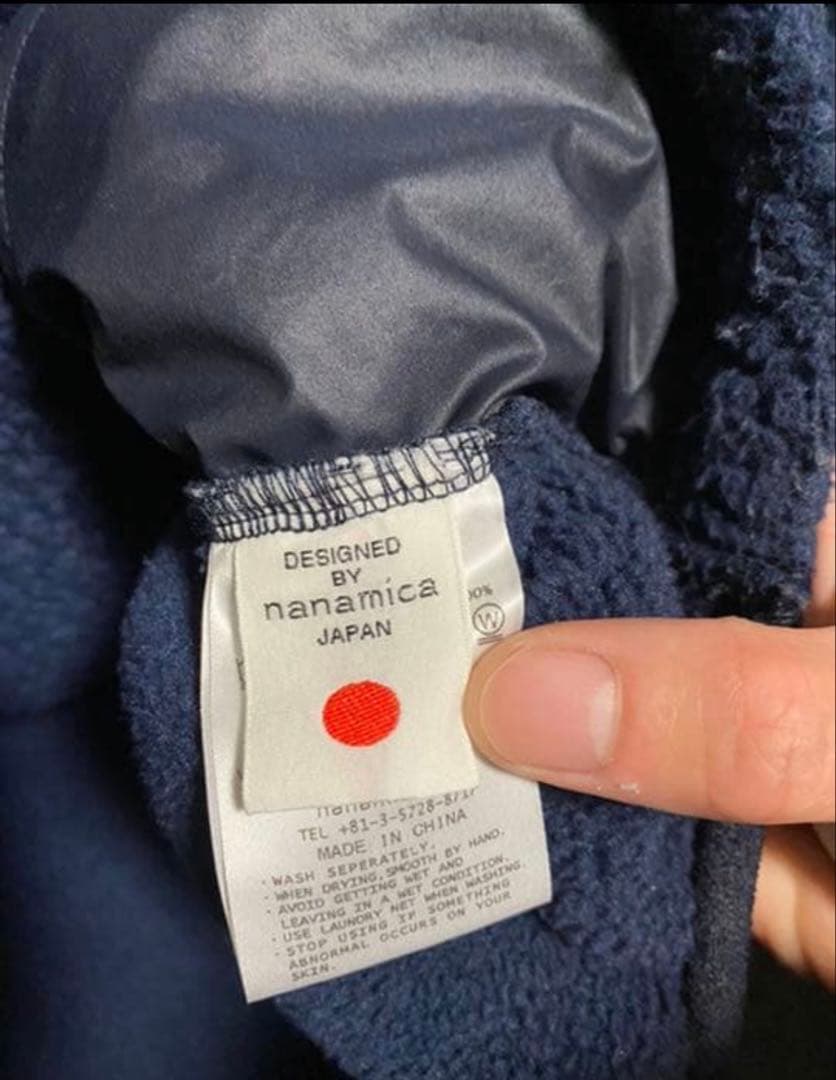 DESIGNED
BY
nanamica
JAPAN
00%
W
TEL +81-3-5728-
MADE IN CHINA
· WASH SEPERATELY.
· WHEN DRYING, SMOOTH BY HAND.
· AVOID GETTING WET AND
LEAVING IN A WET CONDITION.
· USE LAUNDRY NET WHEN WASHING.
· STOP USING IF SOMETHING
ABNORMAL OCCURS ON YOUR
SKIN.